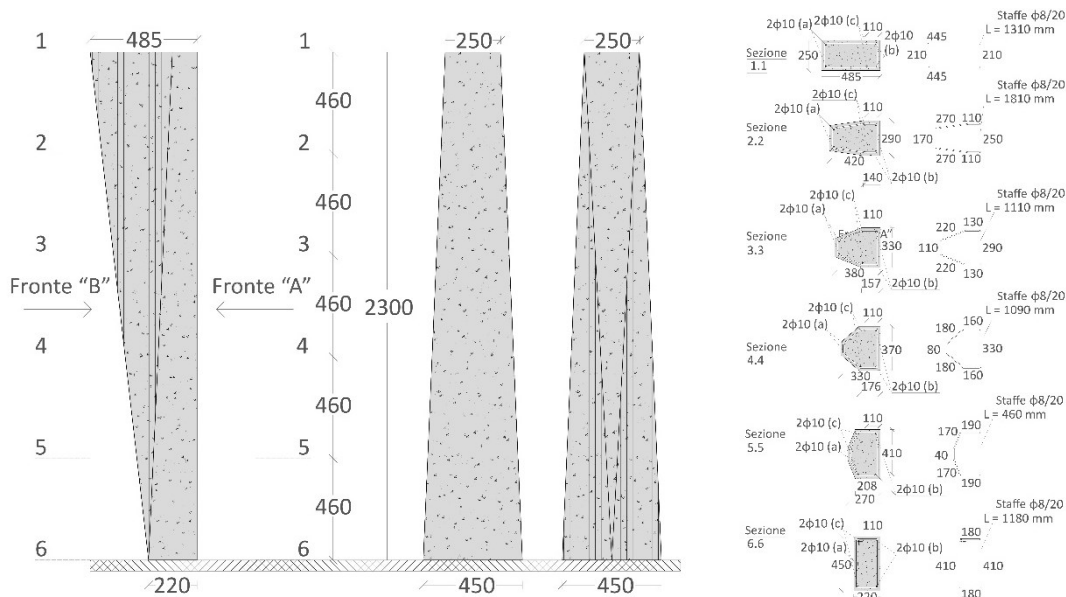 1
485
1
250
250
460
2
2
460
3
3
Fronte "B"
Fronte "A"
460
2300
4
4
460
5
5
460
6
6
220
450
450
2ϕ10 (a)
2ϕ10 (c)
110
2ϕ10 (b)
445
Staffe ϕ8/20
L = 1310 mm
Sezione 1.1
250
210
210
485
445
2ϕ10 (c)
2ϕ10 (a)
110
270
110
Staffe ϕ8/20
L = 1810 mm
Sezione 2.2
290
170
250
420
270
110
140
2ϕ10 (b)
2ϕ10 (c)
2ϕ10 (a)
110
220
130
Staffe ϕ8/20
L = 1110 mm
Sezione 3.3
330
110
290
380
220
157
130
2ϕ10 (b)
2ϕ10 (c)
2ϕ10 (a)
110
180
160
Staffe ϕ8/20
L = 1090 mm
Sezione 4.4
370
80
330
330
180
176
2ϕ10 (b)
160
110
2ϕ10 (c)
2ϕ10 (a)
170
190
Staffe ϕ8/20
L = 460 mm
Sezione 5.5
410
40
170
208
2ϕ10 (b)
190
270
2ϕ10 (c)
110
180
Staffe ϕ8/20
L = 1180 mm
Sezione 6.6
2ϕ10 (a)
2ϕ10 (b)
450
410
410
220
180